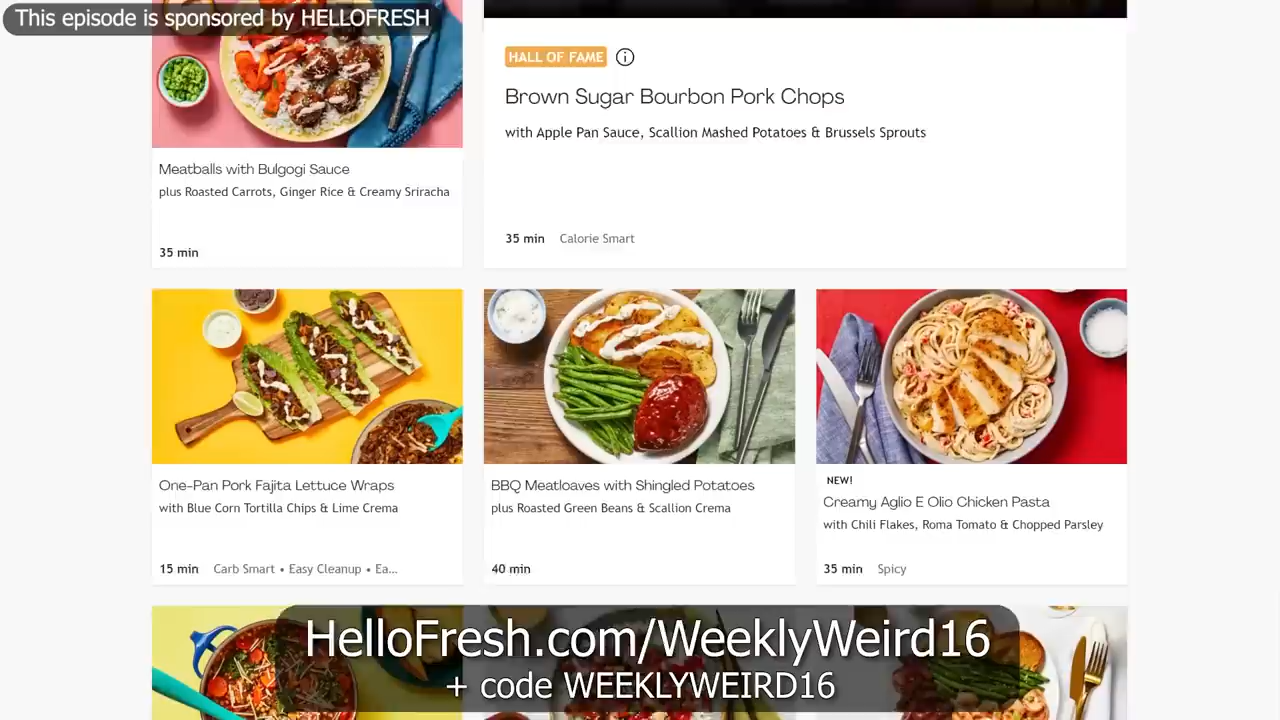 This episode is sponsored by HELLOFRESH
HALL OF FAME
Brown Sugar Bourbon Pork Chops
with Apple Pan Sauce, Scallion Mashed Potatoes & Brussels Sprouts
35 min Calorie Smart
Meatballs with Bulgogi Sauce
plus Roasted Carrots, Ginger Rice & Creamy Sriracha
35 min
One-Pan Pork Fajita Lettuce Wraps
with Blue Corn Tortilla Chips & Lime Crema
15 min Carb Smart • Easy Cleanup • Ea...
BBQ Meatloaves with Shingled Potatoes
plus Roasted Green Beans & Scallion Crema
40 min
NEW!
Creamy Aglio E Olio Chicken Pasta
with Chili Flakes, Roma Tomato & Chopped Parsley
35 min Spicy
HelloFresh.com/WeeklyWeird16
+ code WEEKLYWEIRD16